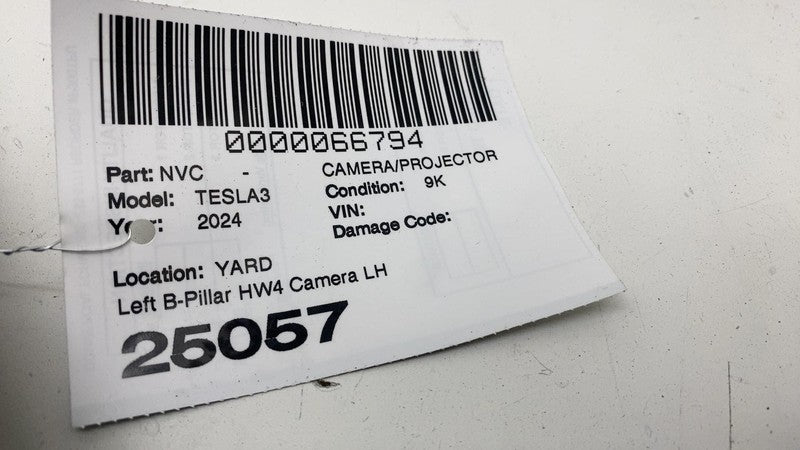 0000066794
Part: NVC - CAMERA/PROJECTOR
Model: TESLA3 Condition: 9K
Year: 2024 VIN:
Damage Code:
Location: YARD
Left B-Pillar HW4 Camera LH
25057